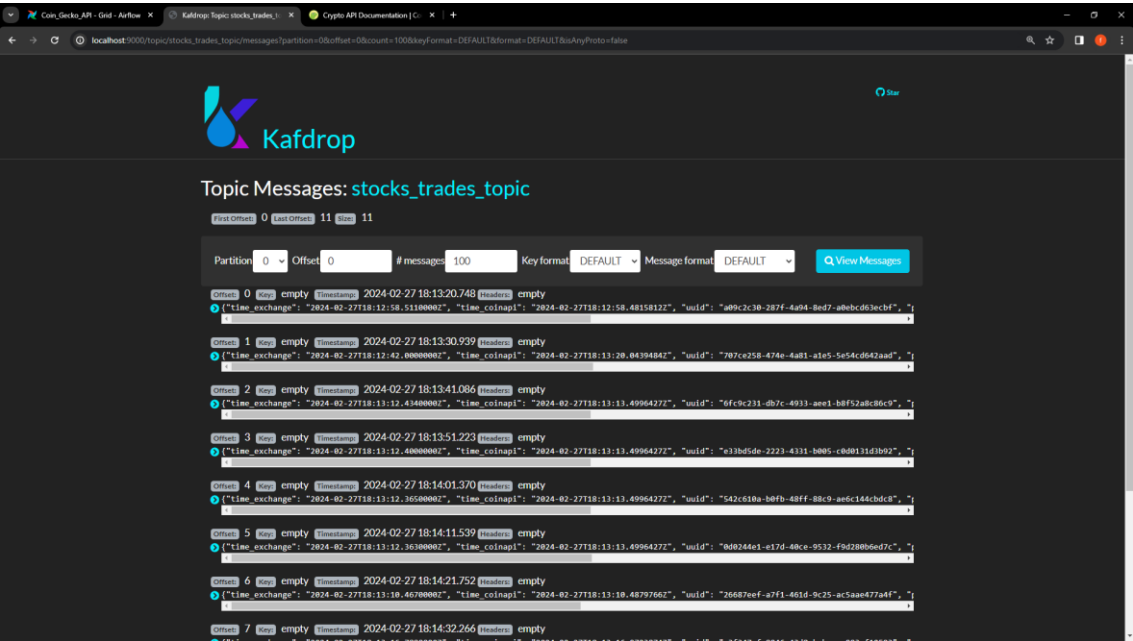 Coin_Gecko_API - Grid - Airflow
Kafdrop: Topic: stocks_trades_t
Crypto API Documentation | Co
localhost:9000/topic/stocks_trades_topic/messages?partition=0&offset=0&count=100&keyFormat=DEFAULT&format=DEFAULT&isAnyProto=false
Star
Kafdrop
Topic Messages: stocks_trades_topic
First Offset: 0 Last Offset: 11 Size: 11
Partition 0 Offset 0 # messages 100 Key format DEFAULT Message format DEFAULT View Messages
Offset: 0 Key: empty Timestamp: 2024-02-27 18:13:20.748 Headers: empty
{"time_exchange": "2024-02-27T18:12:58.5110000Z", "time_coinapi": "2024-02-27T18:12:58.4815812Z", "uuid": "a09c2c30-287f-4a94-8ed7-a0ebcd63ecbf", "
Offset: 1 Key: empty Timestamp: 2024-02-27 18:13:30.939 Headers: empty
{"time_exchange": "2024-02-27T18:12:42.0000000Z", "time_coinapi": "2024-02-27T18:13:20.0439484Z", "uuid": "707ce258-474e-4a81-a1e5-5e54cd642aad", "
Offset: 2 Key: empty Timestamp: 2024-02-27 18:13:41.086 Headers: empty
{"time_exchange": "2024-02-27T18:13:12.4340000Z", "time_coinapi": "2024-02-27T18:13:13.4996427Z", "uuid": "6fc9c231-db7c-4933-aee1-b8f52a8c86c9", "
Offset: 3 Key: empty Timestamp: 2024-02-27 18:13:51.223 Headers: empty
{"time_exchange": "2024-02-27T18:13:12.4000000Z", "time_coinapi": "2024-02-27T18:13:13.4996427Z", "uuid": "e33bd5de-2223-4331-b005-c0d0131d3b92", "
Offset: 4 Key: empty Timestamp: 2024-02-27 18:14:01.370 Headers: empty
{"time_exchange": "2024-02-27T18:13:12.3650000Z", "time_coinapi": "2024-02-27T18:13:13.4996427Z", "uuid": "542c610a-b0fb-48ff-88c9-ae6c144cbdc8", "
Offset: 5 Key: empty Timestamp: 2024-02-27 18:14:11.539 Headers: empty
{"time_exchange": "2024-02-27T18:13:12.3630000Z", "time_coinapi": "2024-02-27T18:13:13.4996427Z", "uuid": "0d0244e1-e17d-40ce-9532-f9d280b6ed7c", "
Offset: 6 Key: empty Timestamp: 2024-02-27 18:14:21.752 Headers: empty
{"time_exchange": "2024-02-27T18:13:10.4670000Z", "time_coinapi": "2024-02-27T18:13:10.4879766Z", "uuid": "26687eef-a7f1-461d-9c25-ac5aae477a4f", "
Offset: 7 Key: empty Timestamp: 2024-02-27 18:14:32.266 Headers: empty